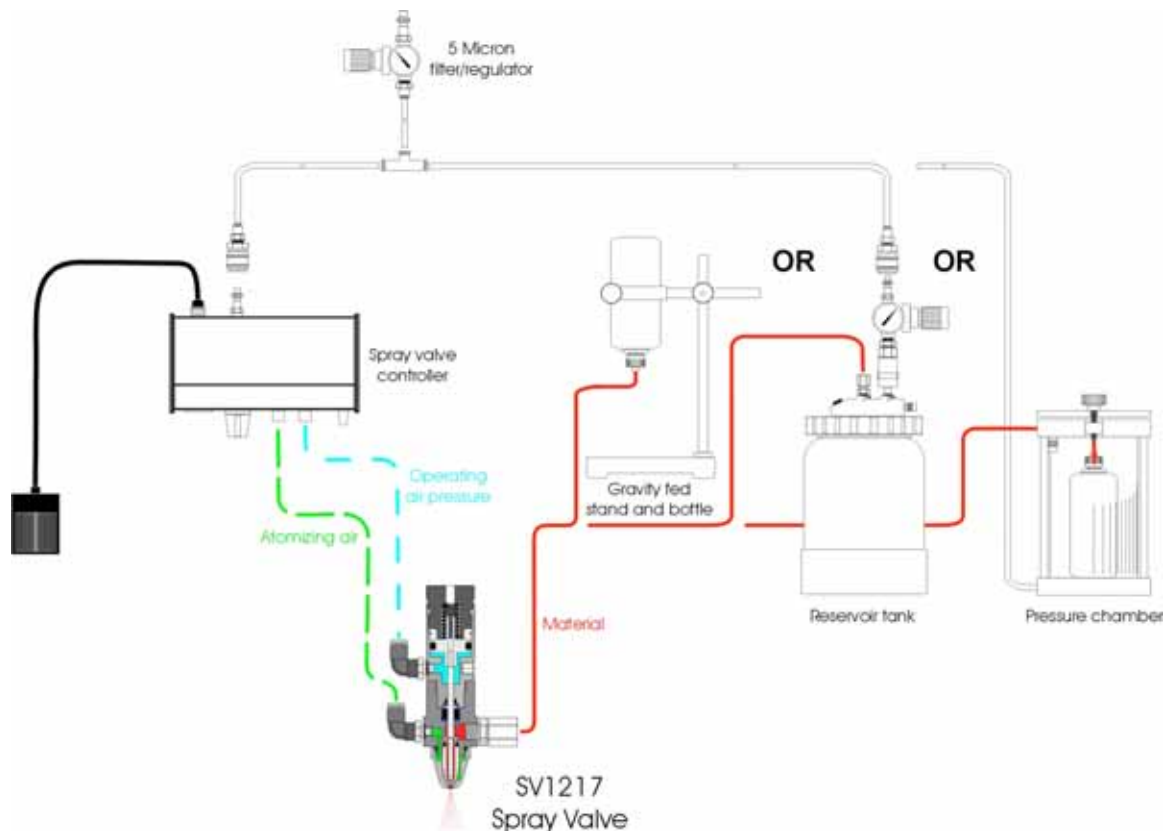 5 Micron
filter/regulator
OR
OR
Spray valve
controller
Operating
air pressure
Gravity fed
stand and bottle
Atomizing air
Material
Reservoir tank
Pressure chamber
SV1217
Spray Valve